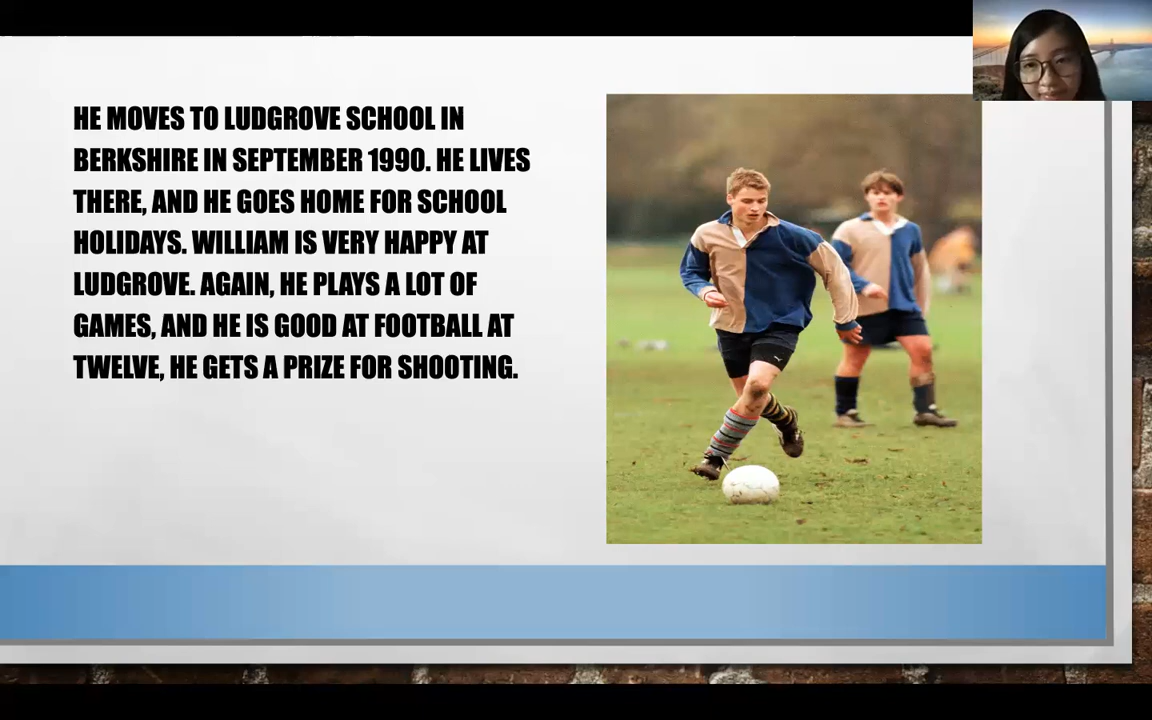 HE MOVES TO LUDGROVE SCHOOL IN
BERKSHIRE IN SEPTEMBER 1990. HE LIVES
THERE, AND HE GOES HOME FOR SCHOOL
HOLIDAYS. WILLIAM IS VERY HAPPY AT
LUDGROVE. AGAIN, HE PLAYS A LOT OF
GAMES, AND HE IS GOOD AT FOOTBALL AT
TWELVE, HE GETS A PRIZE FOR SHOOTING.